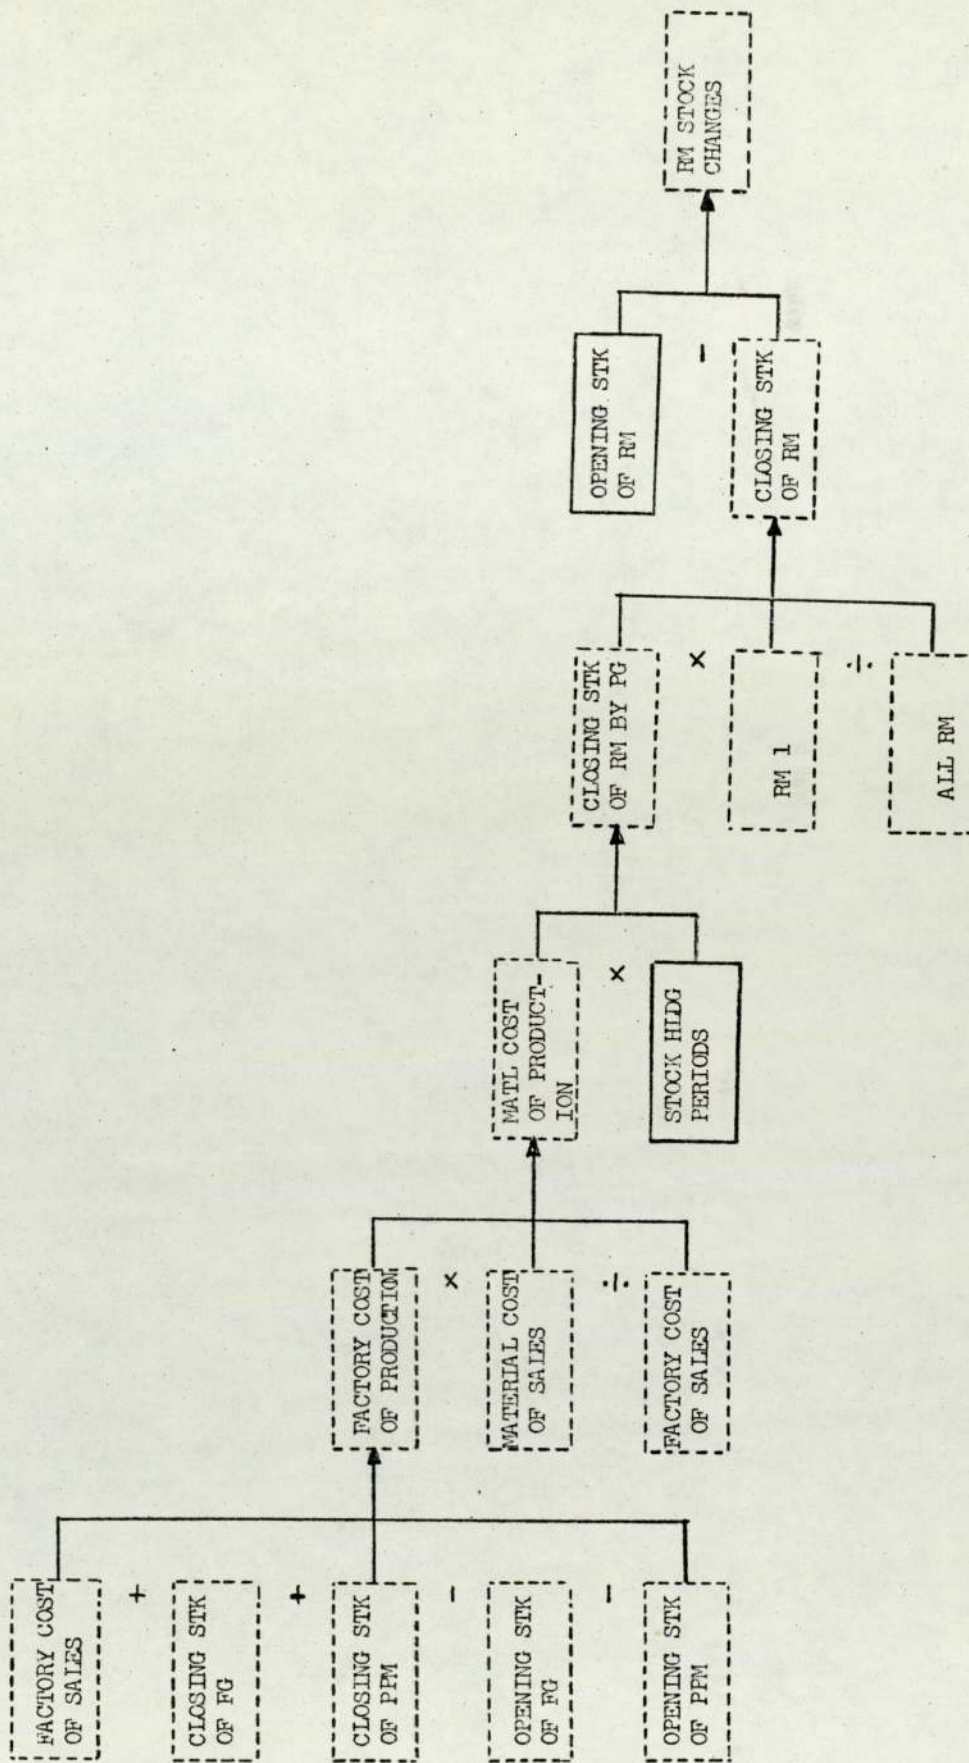 FACTORY COST
OF SALES
+
CLOSING STK
OF FG
+
CLOSING STK
OF PPM
-
OPENING STK
OF FG
-
OPENING STK
OF PPM
FACTORY COST
OF PRODUCTION
×
MATERIAL COST
OF SALES
÷
FACTORY COST
OF SALES
MATL COST
OF PRODUCT-
ION
×
STOCK HLDG
PERIODS
CLOSING STK
OF RM BY PG
×
RM 1
÷
ALL RM
OPENING STK
OF RM
-
CLOSING STK
OF RM
RM STOCK
CHANGES